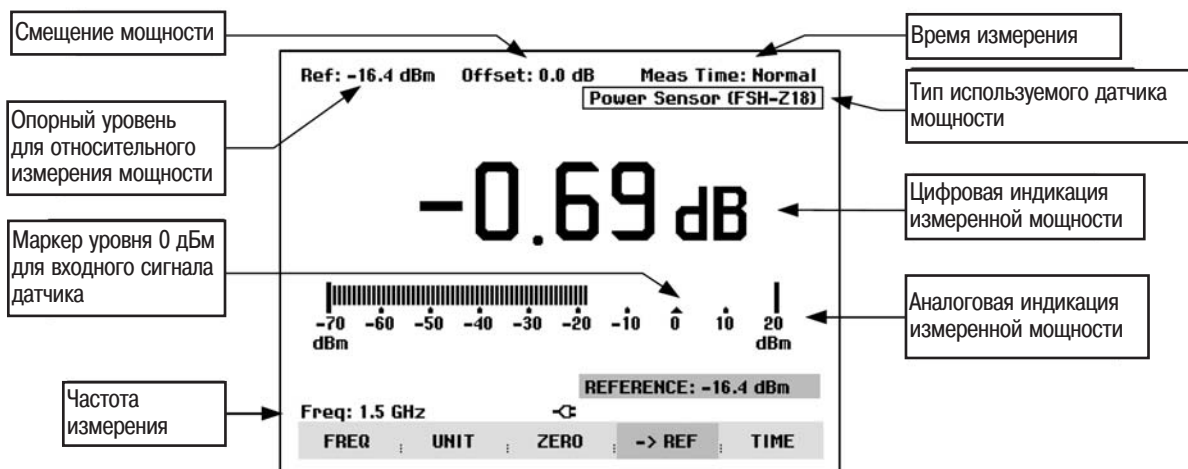 Смещение мощности
Время измерения
Ref: -16.4 dBm Offset: 0.0 dB Meas Time: Normal
Power Sensor (FSH-Z18)
Тип используемого датчика
мощности
Опорный уровень
для относительного
измерения мощности
-0.69 dB
Цифровая индикация
измеренной мощности
Маркер уровня 0 дБм
для входного сигнала
датчика
-70 -60 -50 -40 -30 -20 -10 0 10 20
dBm dBm
Аналоговая индикация
измеренной мощности
REFERENCE: -16.4 dBm
Частота
измерения
Freq: 1.5 GHz
FREQ UNIT ZERO -> REF TIME